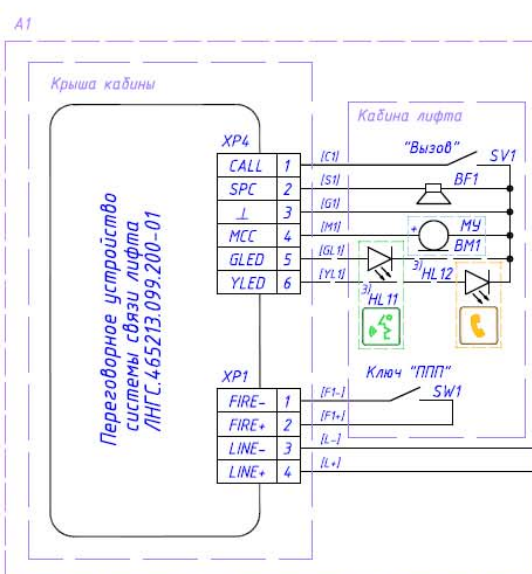 A1
Крыша кабины
Кабина лифта
Переговорное устройство
системы связи лифта
ЛНГС.465213.099.200-01
XP4
CALL 1 [C1] "Вызов" SV1
SPC 2 [S1] BF1
⊥ 3 [G1]
MCC 4 [M1] + МУ
BM1
GLED 5 [GL1] 3) HL11
YLED 6 [YL1] 3) HL12
XP1
Ключ "ППП"
FIRE- 1 [F1-] SW1
FIRE+ 2 [F1+]
LINE- 3 [L-]
LINE+ 4 [L+]